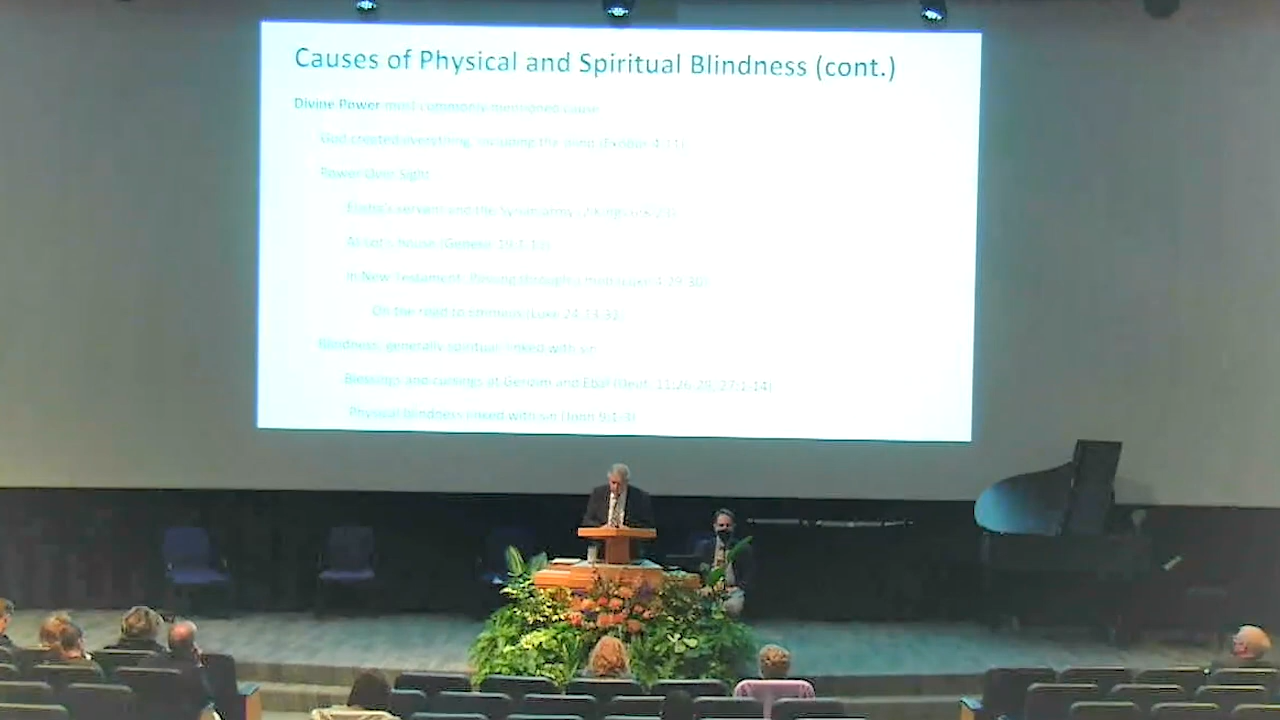 Causes of Physical and Spiritual Blindness (cont.)
Divine Power most commonly mentioned cause
God created everything, including the mind (Exodus 4:11)
Power Over Sight
Elisha's servant and the Syrian army (2 Kings
At Lot's house (Genesis 19:1-11)
In New Testament, Passing through a mob (Luke 4:29-30)
On the road to Emmaus (Luke 24:13-32)
Blindness, generally spiritual, linked with sin
Blessings and cursings at Gerizim and Ebal (Deut. 11:26-29; 27:1-14)
Physical blindness linked with sin (John 9:1-3)